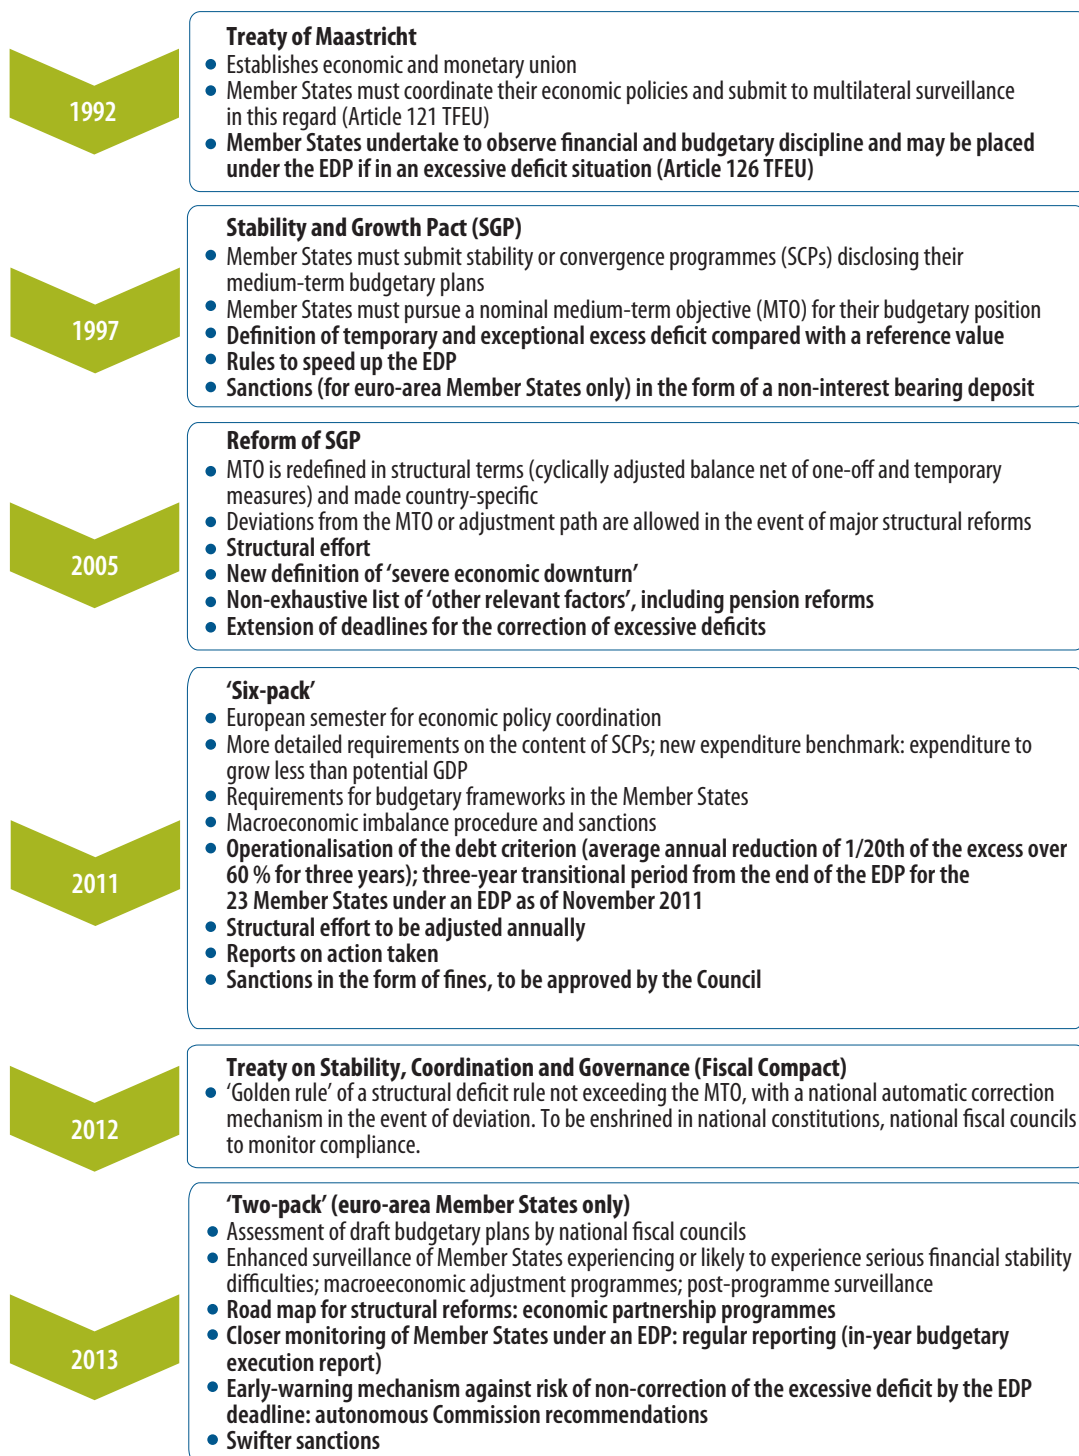 1992
Treaty of Maastricht
• Establishes economic and monetary union
• Member States must coordinate their economic policies and submit to multilateral surveillance
in this regard (Article 121 TFEU)
• Member States undertake to observe financial and budgetary discipline and may be placed
under the EDP if in an excessive deficit situation (Article 126 TFEU)
1997
Stability and Growth Pact (SGP)
• Member States must submit stability or convergence programmes (SCPs) disclosing their
medium-term budgetary plans
• Member States must pursue a nominal medium-term objective (MTO) for their budgetary position
• Definition of temporary and exceptional excess deficit compared with a reference value
• Rules to speed up the EDP
• Sanctions (for euro-area Member States only) in the form of a non-interest bearing deposit
2005
Reform of SGP
• MTO is redefined in structural terms (cyclically adjusted balance net of one-off and temporary
measures) and made country-specific
• Deviations from the MTO or adjustment path are allowed in the event of major structural reforms
• Structural effort
• New definition of ‘severe economic downturn’
• Non-exhaustive list of ‘other relevant factors’, including pension reforms
• Extension of deadlines for the correction of excessive deficits
2011
‘Six-pack’
• European semester for economic policy coordination
• More detailed requirements on the content of SCPs; new expenditure benchmark: expenditure to
grow less than potential GDP
• Requirements for budgetary frameworks in the Member States
• Macroeconomic imbalance procedure and sanctions
• Operationalisation of the debt criterion (average annual reduction of 1/20th of the excess over
60 % for three years); three-year transitional period from the end of the EDP for the
23 Member States under an EDP as of November 2011
• Structural effort to be adjusted annually
• Reports on action taken
• Sanctions in the form of fines, to be approved by the Council
2012
Treaty on Stability, Coordination and Governance (Fiscal Compact)
• ‘Golden rule’ of a structural deficit rule not exceeding the MTO, with a national automatic correction
mechanism in the event of deviation. To be enshrined in national constitutions, national fiscal councils
to monitor compliance.
2013
‘Two-pack’ (euro-area Member States only)
• Assessment of draft budgetary plans by national fiscal councils
• Enhanced surveillance of Member States experiencing or likely to experience serious financial stability
difficulties; macroeeconomic adjustment programmes; post-programme surveillance
• Road map for structural reforms: economic partnership programmes
• Closer monitoring of Member States under an EDP: regular reporting (in-year budgetary
execution report)
• Early-warning mechanism against risk of non-correction of the excessive deficit by the EDP
deadline: autonomous Commission recommendations
• Swifter sanctions